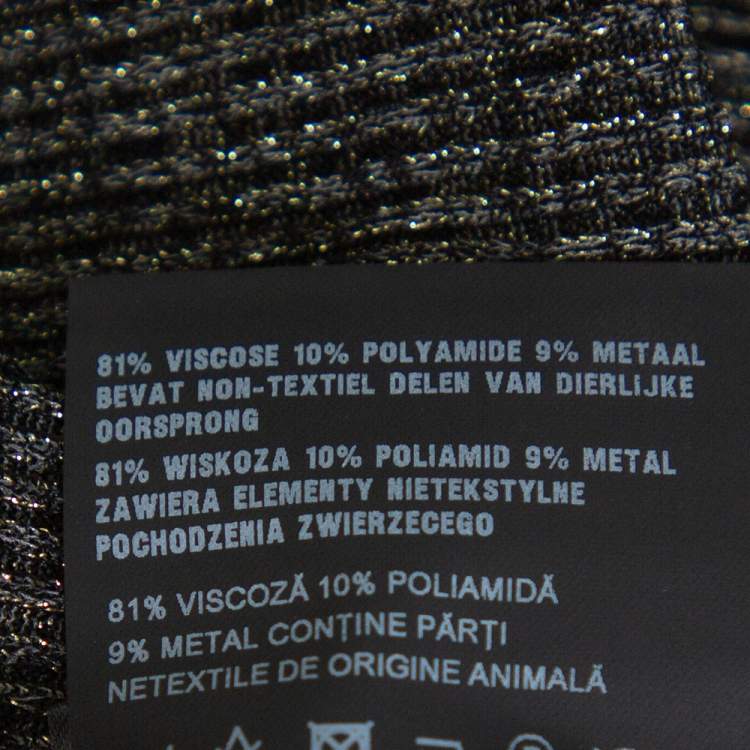 81% VISCOSE 10% POLYAMIDE 9% METAAL
BEVAT NON-TEXTIEL DELEN VAN DIERLIJKE
OORSPRONG
81% WISKOZA 10% POLIAMID 9% METAL
ZAWIERA ELEMENTY NIETEKSTYLNE
POCHODZENIA ZWIERZECEGO
81% VISCOZĂ 10% POLIAMIDĂ
9% METAL CONȚINE PĂRȚI
NETEXTILE DE ORIGINE ANIMALĂ